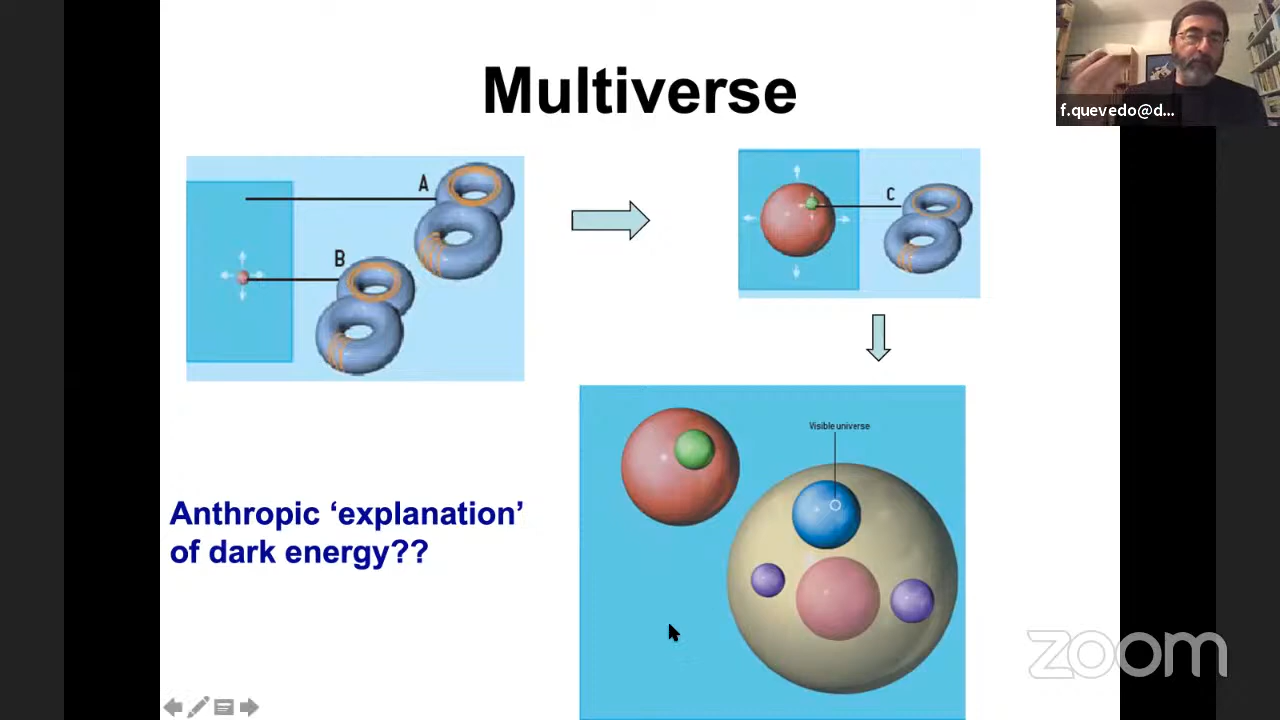 Multiverse
f.quevedo@d...
A
B
C
Visible universe
Anthropic ‘explanation’
of dark energy??
zoom